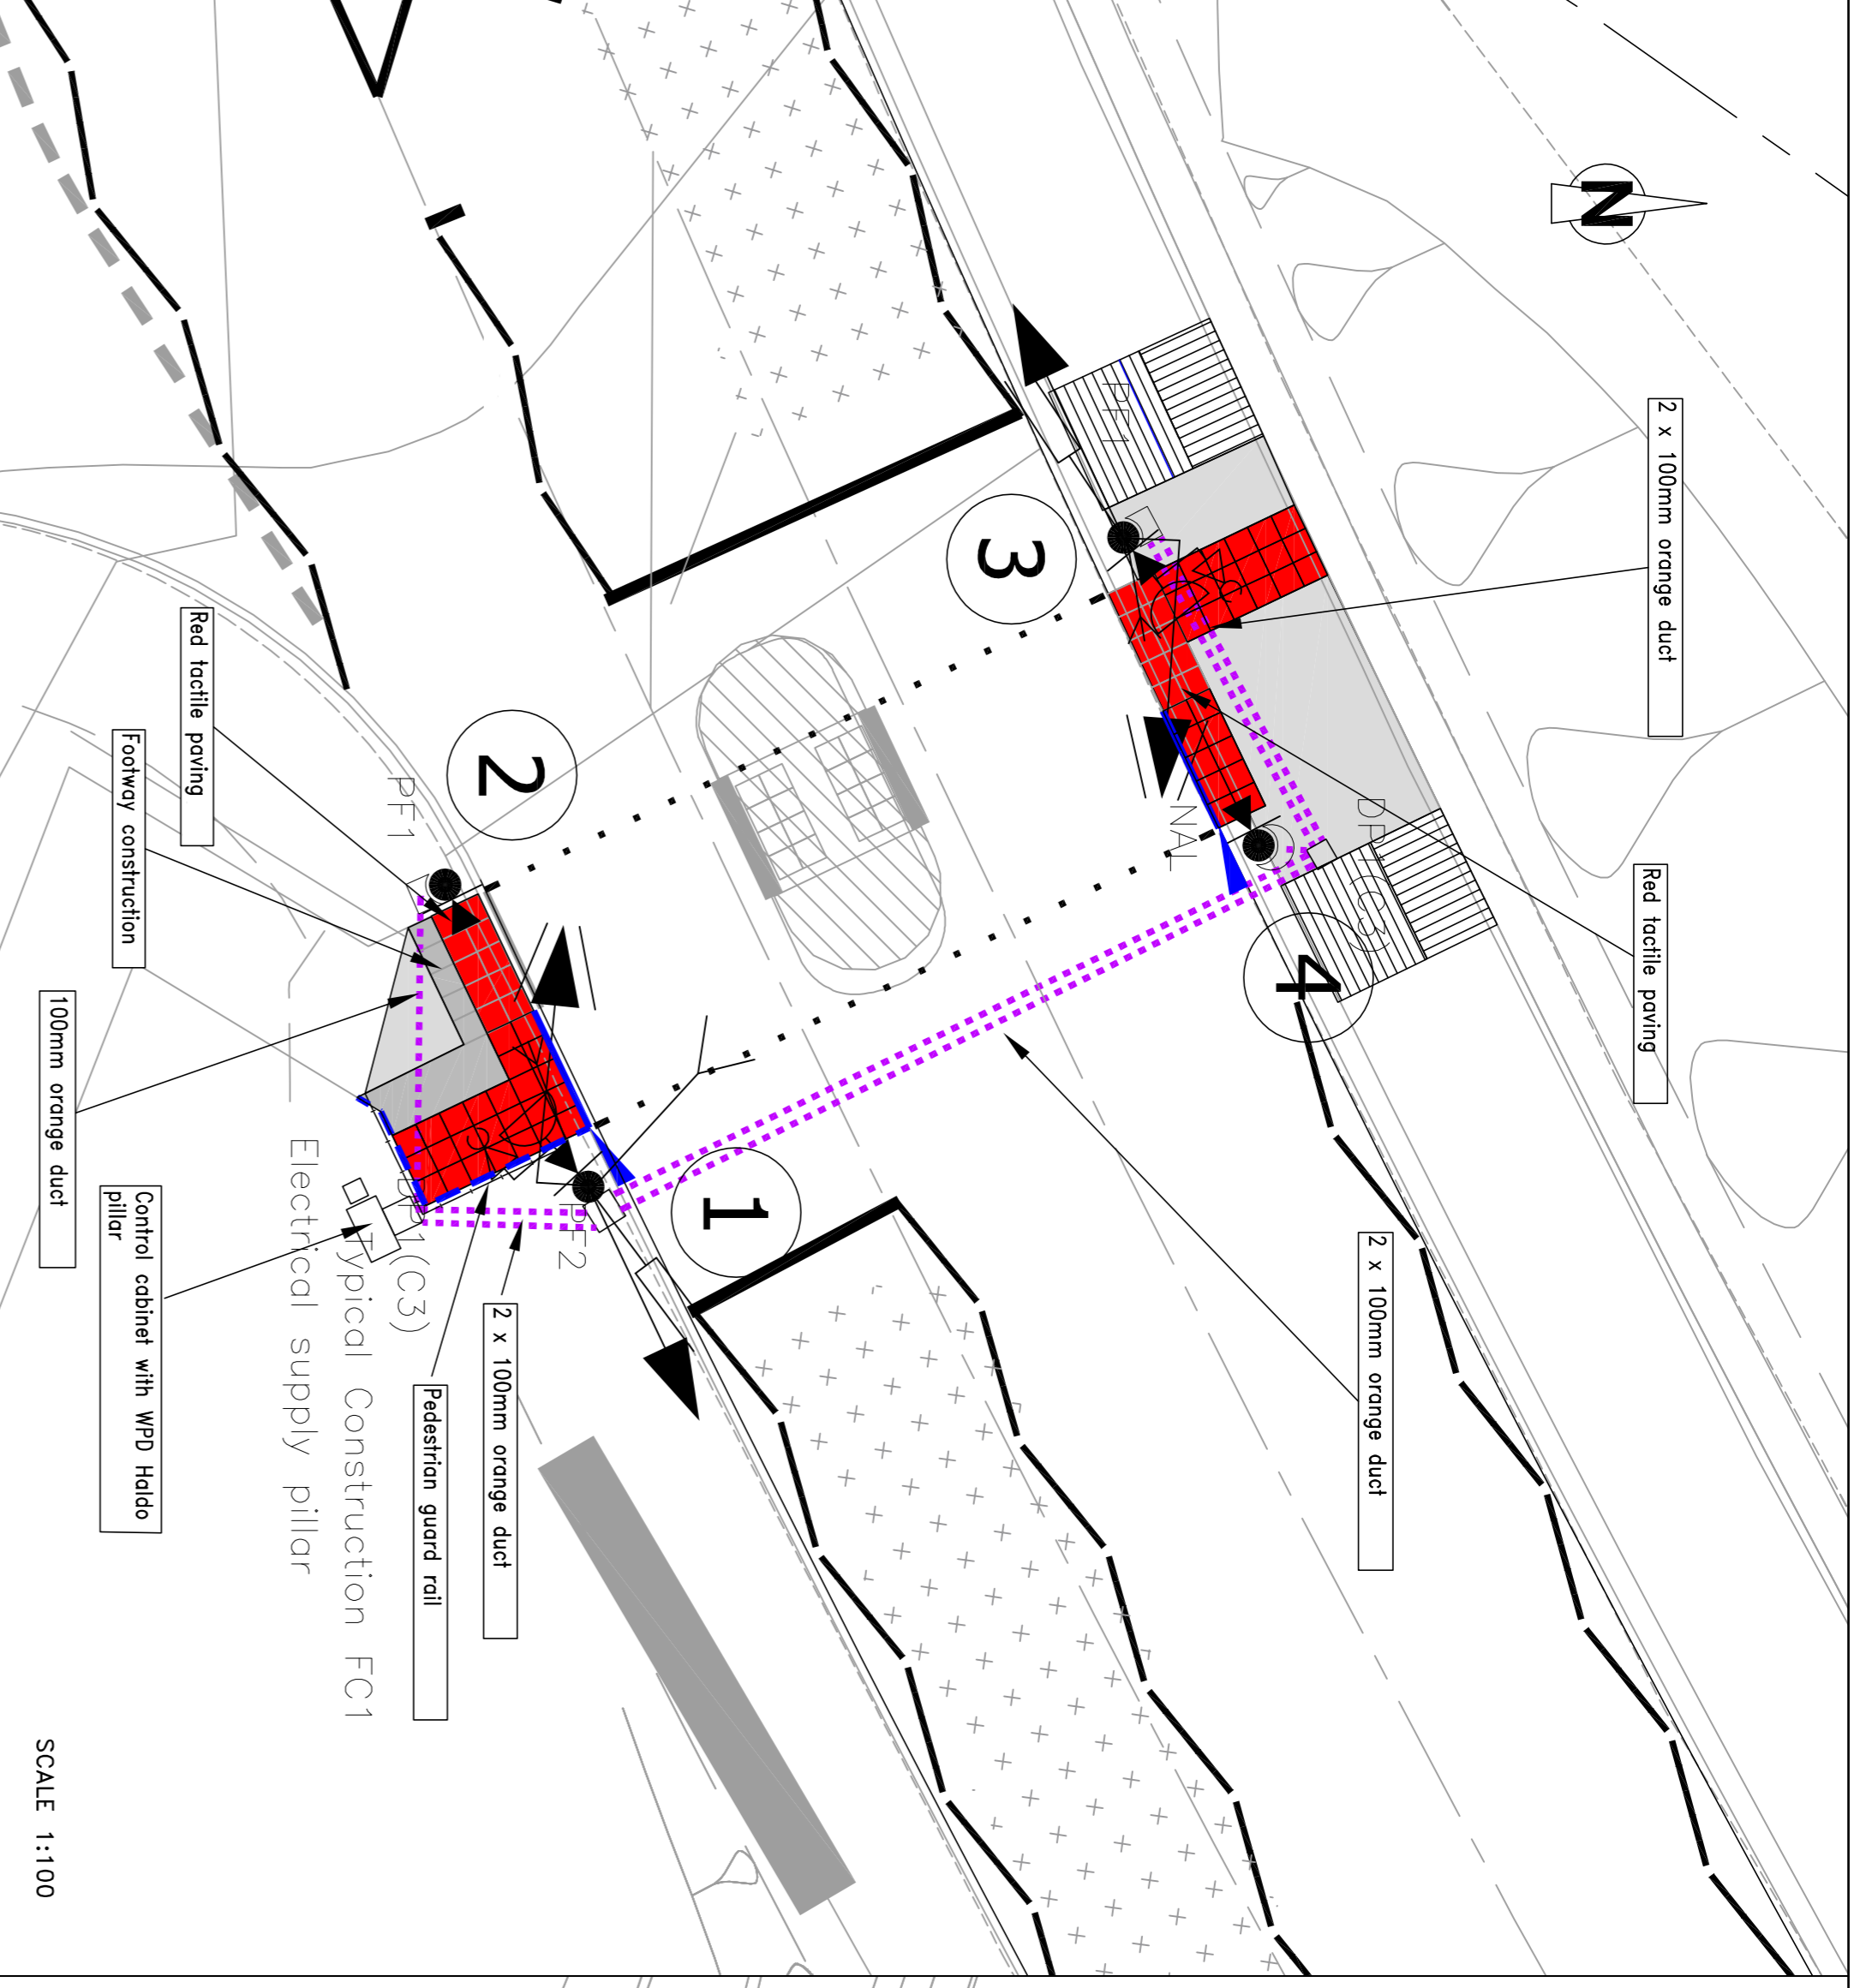 N
2 x 100mm orange duct
Red tactile paving
DP1(C3)
4
NAL
PF1
3
2 x 100mm orange duct
1
2
PF2
2 x 100mm orange duct
PF1
Pedestrian guard rail
DP1(C3)
Typical Construction FC1
Electrical supply pillar
Red tactile paving
Footway construction
Control cabinet with WPD Haldo
pillar
100mm orange duct
SCALE 1:100